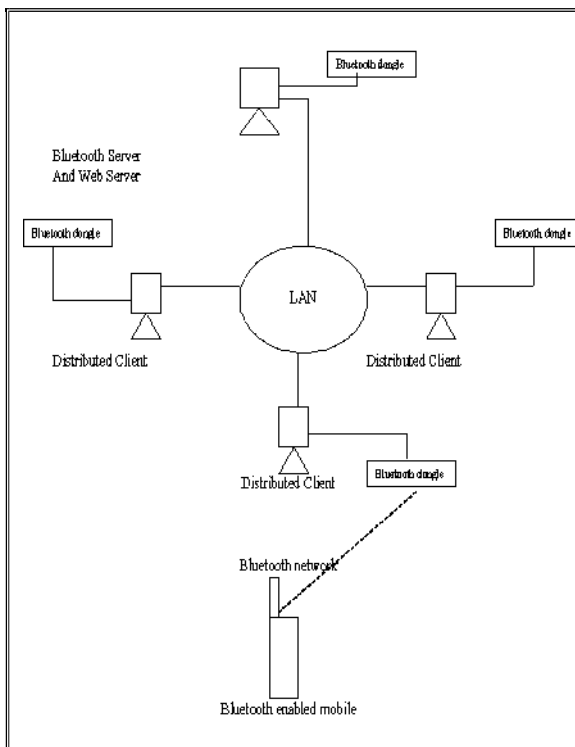 Bluetooth dongle
Bluetooth Server
And Web Server
Bluetooth dongle
Bluetooth dongle
LAN
Distributed Client
Distributed Client
Bluetooth dongle
Distributed Client
Bluetooth network
Bluetooth enabled mobile